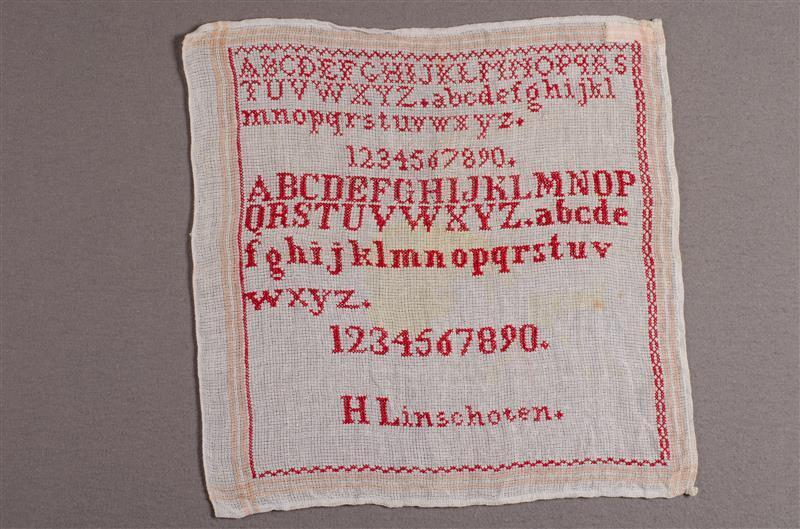 ABCDEFGHIJKLMNOPQRS
TUVWXYZ.abcdefghijkl
mnopqrstuvwxyz.
1234567890.
ABCDEFGHIJKLMNOP
QRSTUVWXYZ.abcde
fghijklmnopqrstuv
wxyz.
1234567890.
H Linschoten.